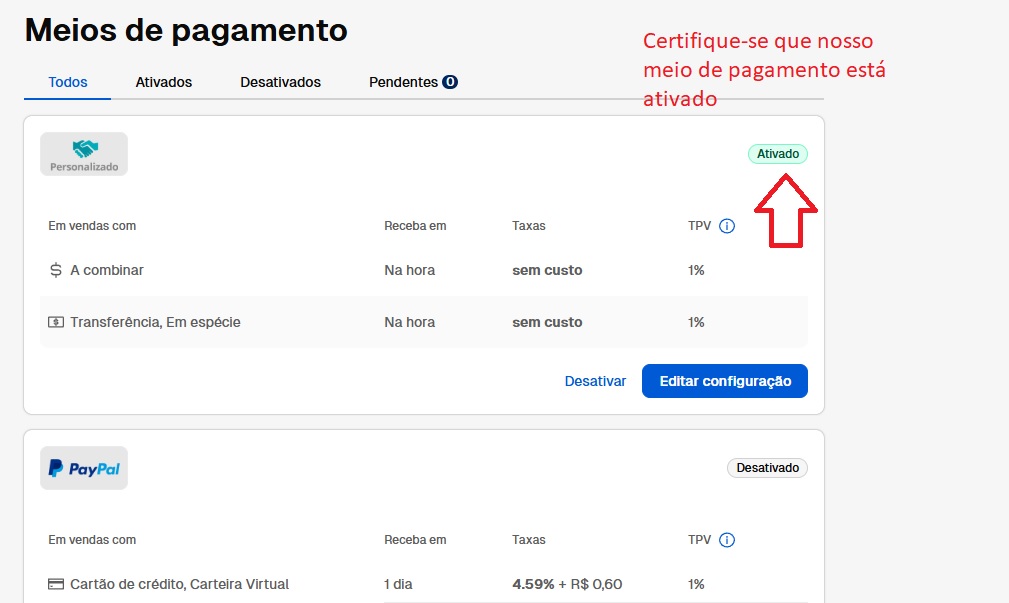 Meios de pagamento
Certifique-se que nosso
meio de pagamento está
ativado
Todos Ativados Desativados Pendentes 0
Personalizado
Ativado
Em vendas com Receba em Taxas TPV
A combinar Na hora sem custo 1%
Transferência, Em espécie Na hora sem custo 1%
Desativar Editar configuração
PayPal
Desativado
Em vendas com Receba em Taxas TPV
Cartão de crédito, Carteira Virtual 1 dia 4.59% + R$ 0,60 1%